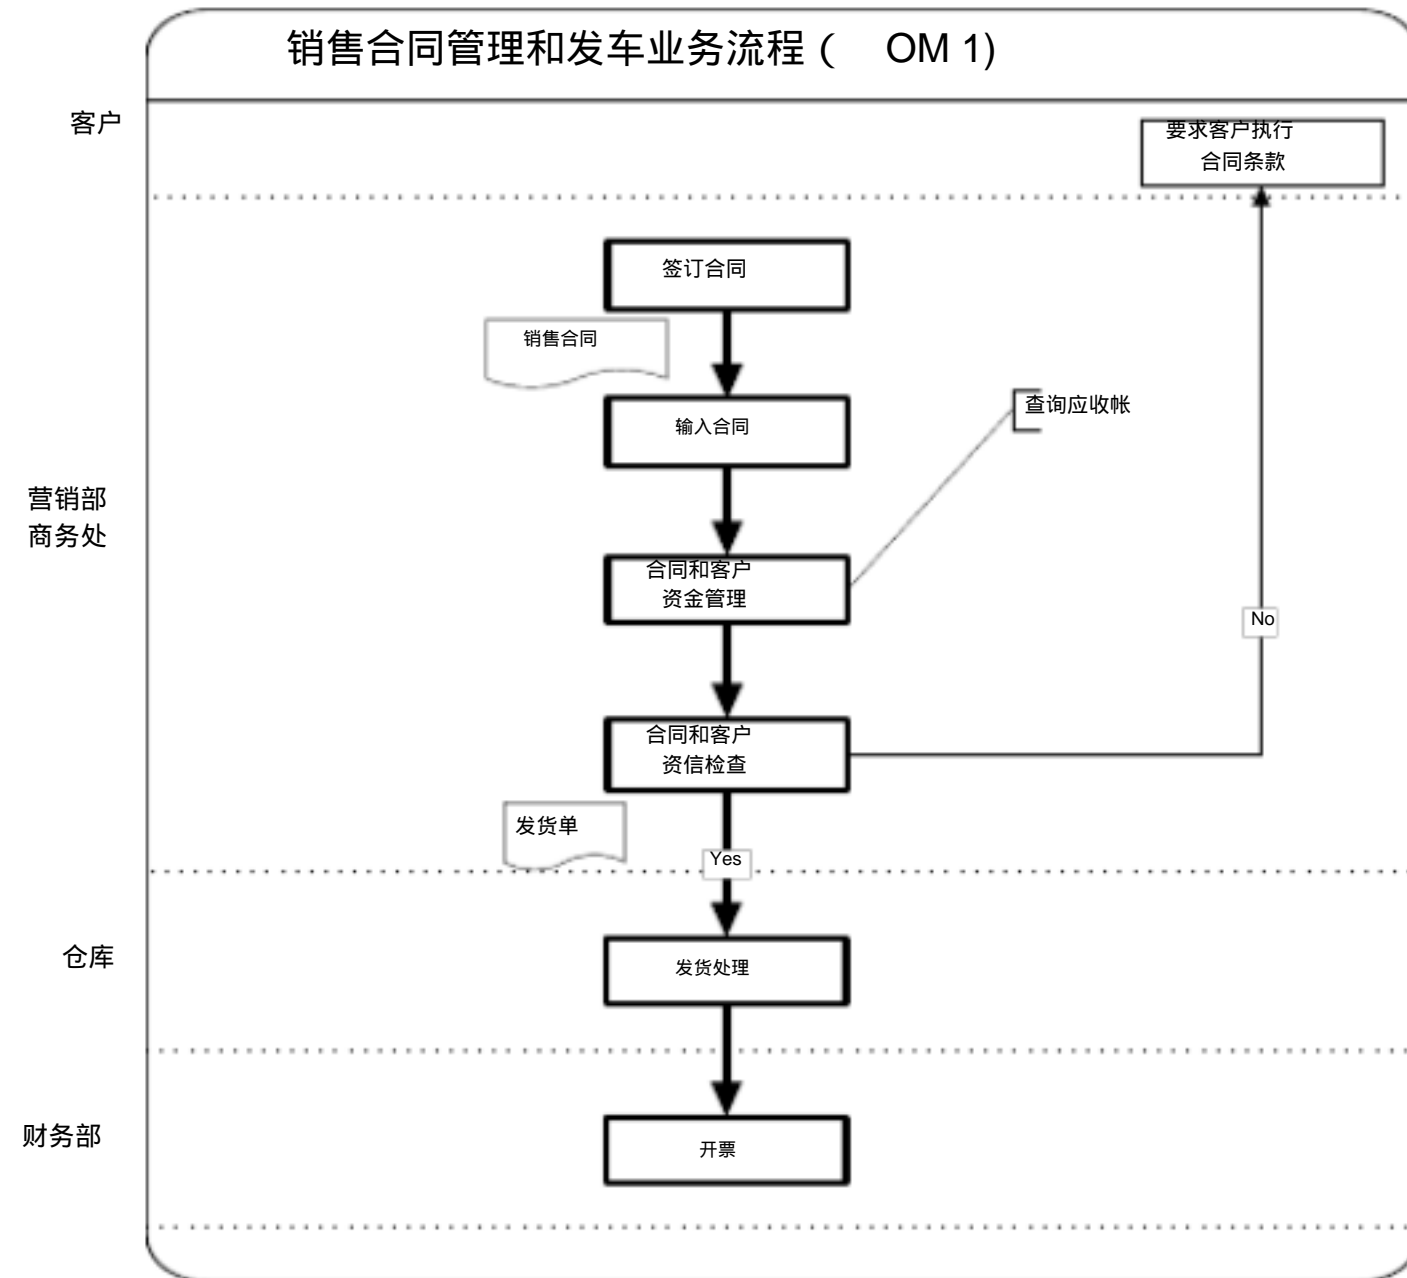 销售合同管理和发车业务流程 ( OM 1)
客户
要求客户执行
合同条款
签订合同
销售合同
查询应收帐
输入合同
营销部
商务处
合同和客户
资金管理
No
合同和客户
资信检查
发货单
Yes
仓库
发货处理
财务部
开票